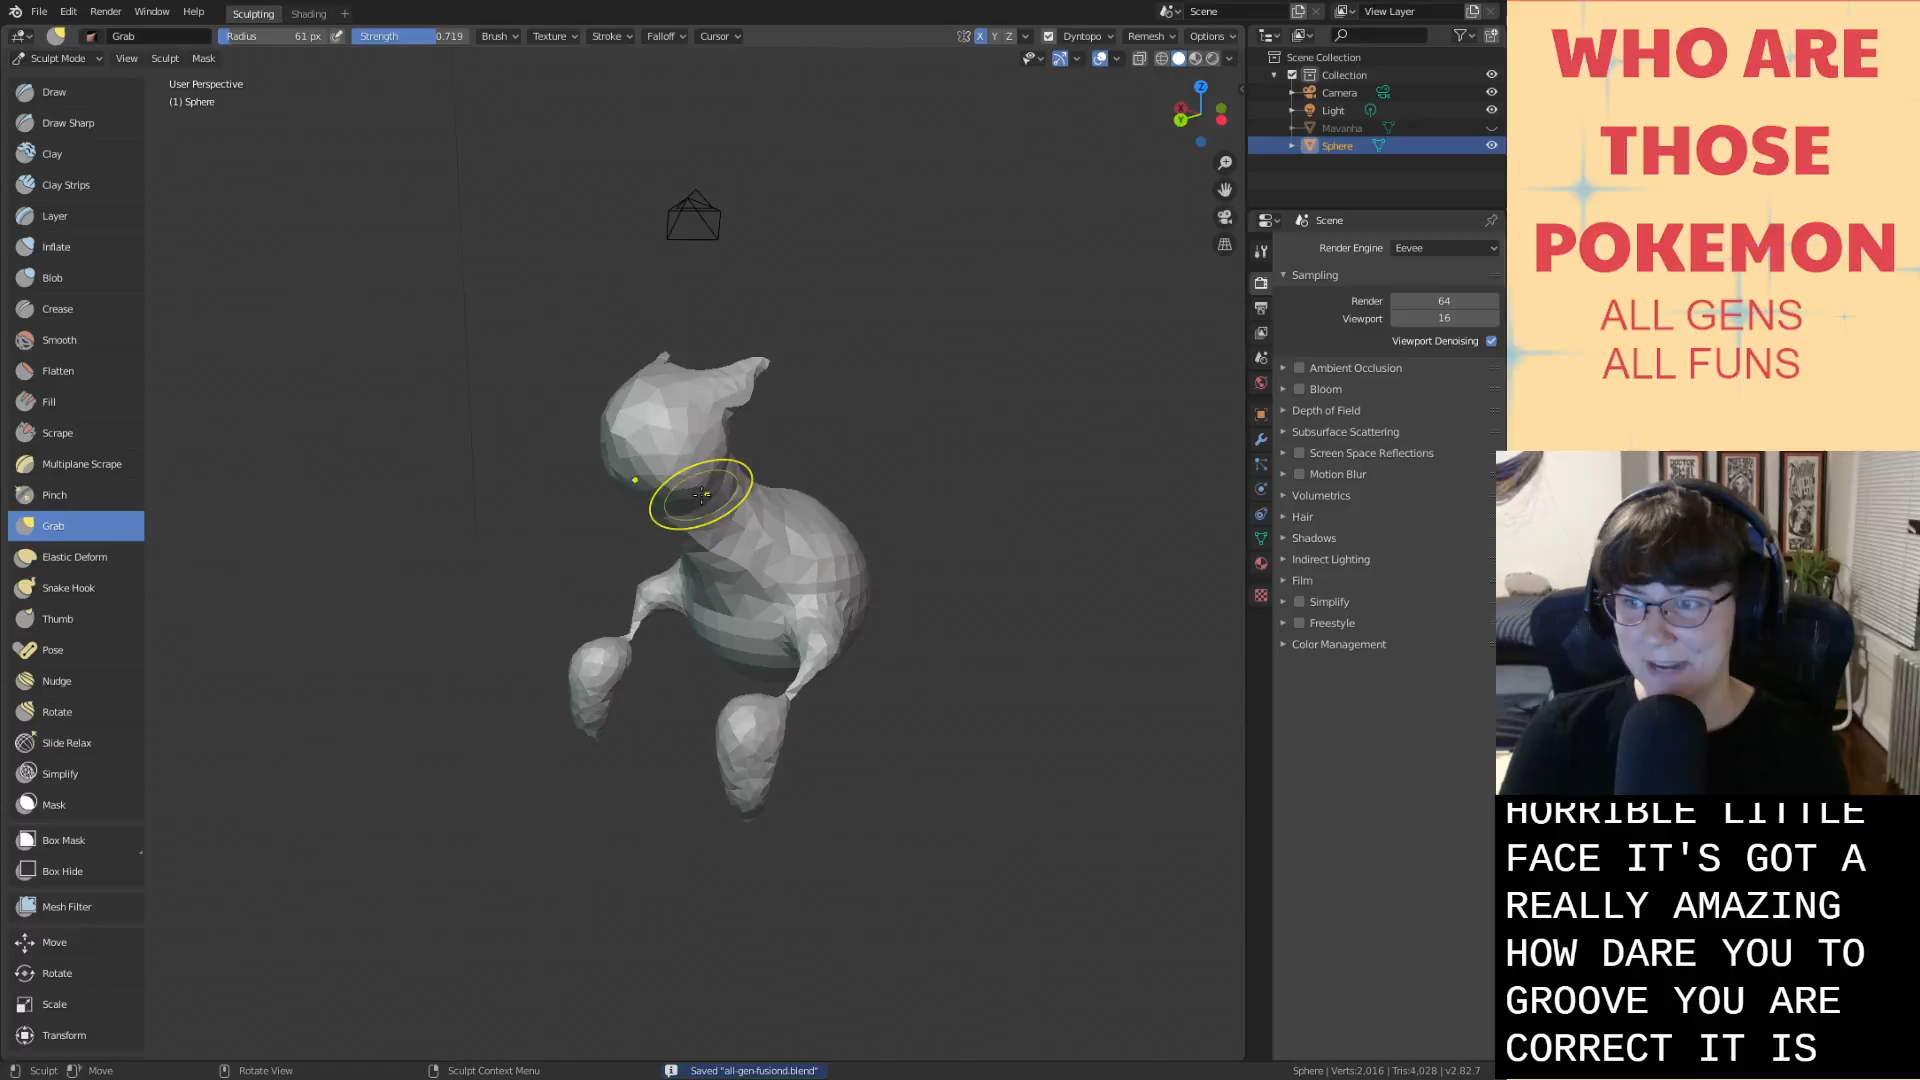 File Edit Render Window Help Sculpting Shading + Scene View Layer
Grab Radius 61 px Strength 0.719 Brush Texture Stroke Falloff Cursor X Y Z Dyntopo Remesh Options
Sculpt Mode View Sculpt Mask
User Perspective
(1) Sphere
Draw
Draw Sharp
Clay
Clay Strips
Layer
Inflate
Blob
Crease
Smooth
Flatten
Fill
Scrape
Multiplane Scrape
Pinch
Grab
Elastic Deform
Snake Hook
Thumb
Pose
Nudge
Rotate
Slide Relax
Simplify
Mask
Box Mask
Box Hide
Mesh Filter
Move
Rotate
Scale
Transform
Z
X
Y
Scene Collection
Collection
Camera
Light
Mavanha
Sphere
Scene
Render Engine Eevee
Sampling
Render 64
Viewport 16
Viewport Denoising
Ambient Occlusion
Bloom
Depth of Field
Subsurface Scattering
Screen Space Reflections
Motion Blur
Volumetrics
Hair
Shadows
Indirect Lighting
Film
Simplify
Freestyle
Color Management
WHO ARE
THOSE
POKEMON
ALL GENS
ALL FUNS
DOCTOR
HORRIBLE LITTLE
FACE IT'S GOT A
REALLY AMAZING
HOW DARE YOU TO
GROOVE YOU ARE
CORRECT IT IS
Sculpt Move Rotate View Sculpt Context Menu Saved "all-gen-fusiond.blend" Sphere | Verts:2,016 | Tris:4,028 | v2.82.7